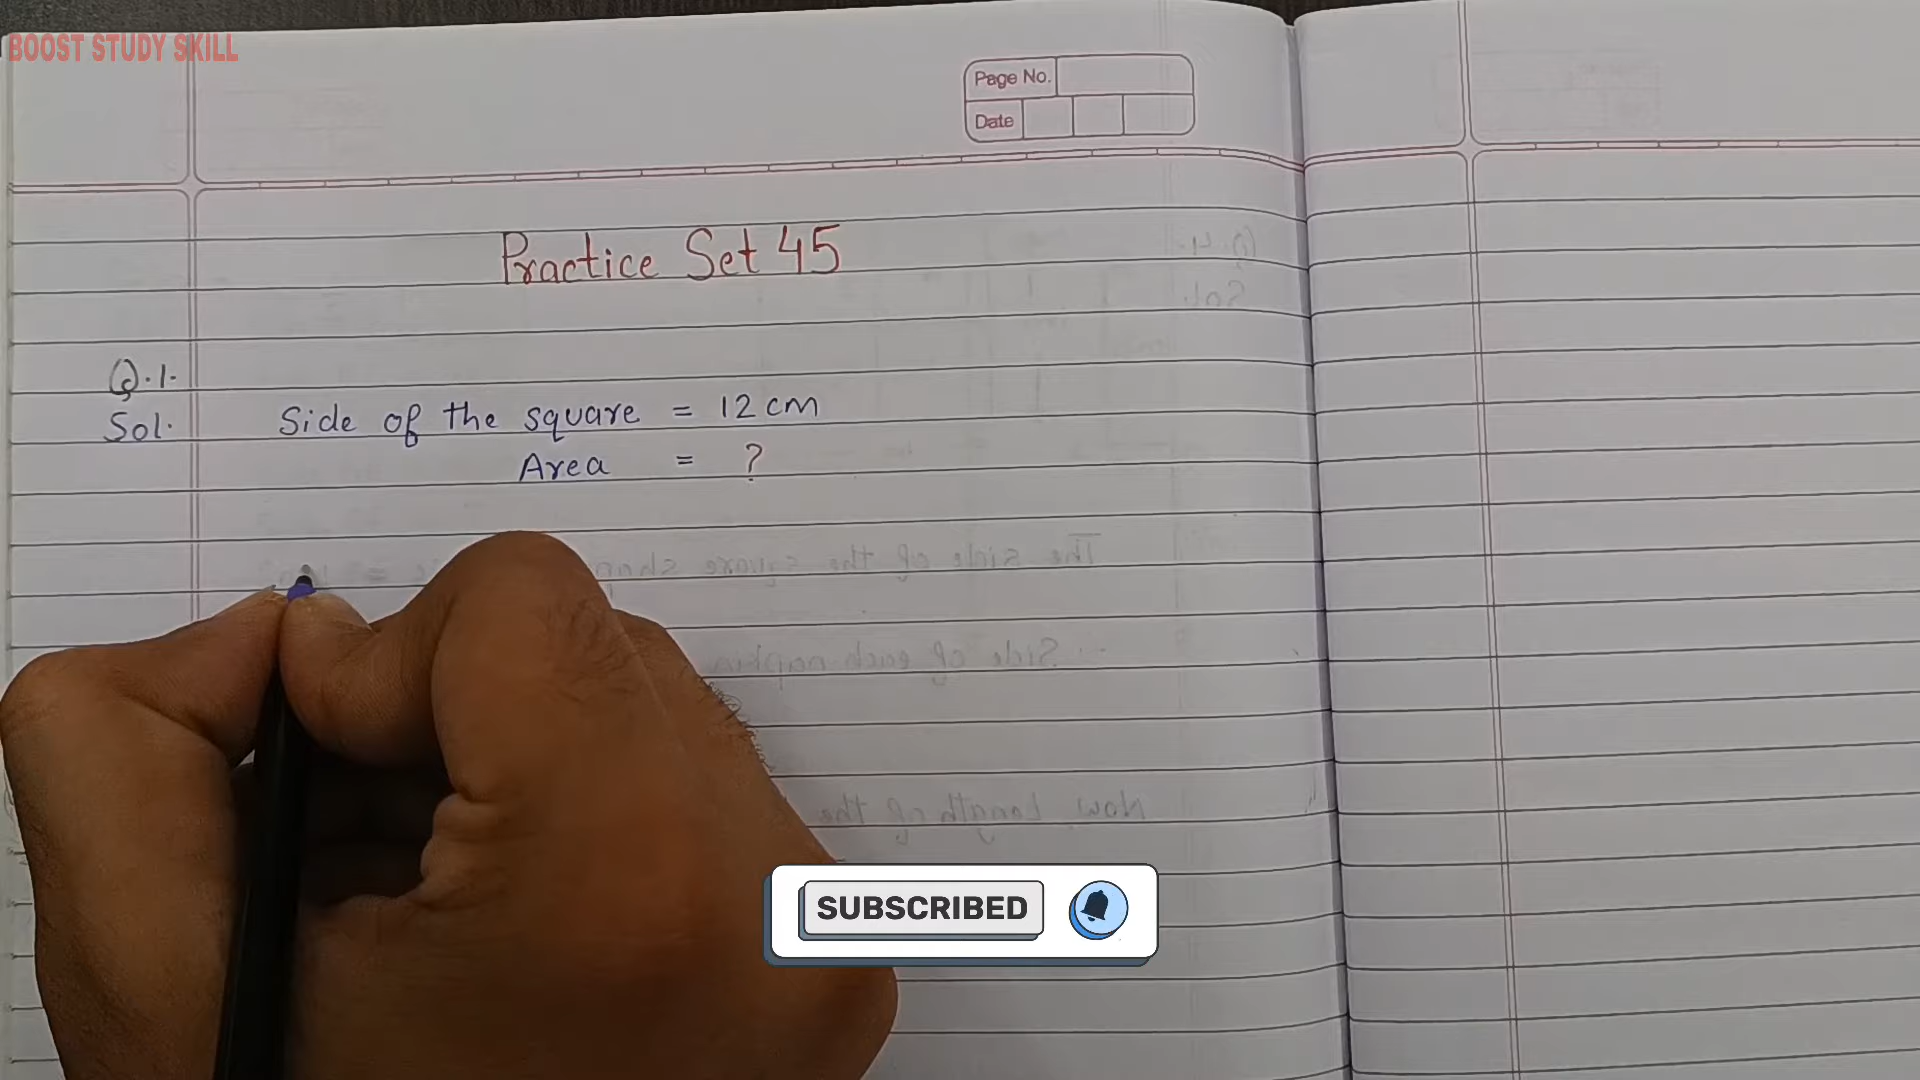 BOOST STUDY SKILL
Page No.
Date
Practice Set 45
Q.1.
Sol. Side of the square = 12 cm
Area = ?
SUBSCRIBED